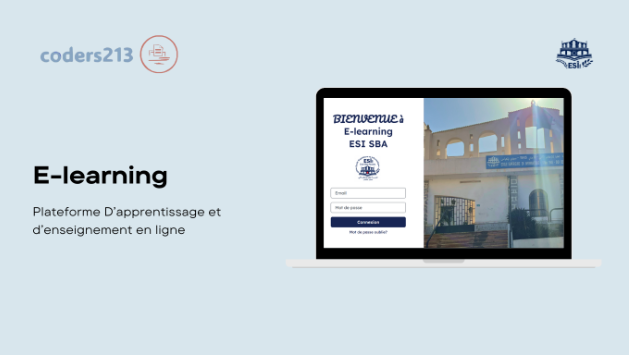 coders213
ESI
E-learning
Plateforme D'apprentissage et
d'enseignement en ligne
BIENVENUE à
E-learning
ESI SBA
Email
Mot de passe
Connexion
Mot de passe oublié?